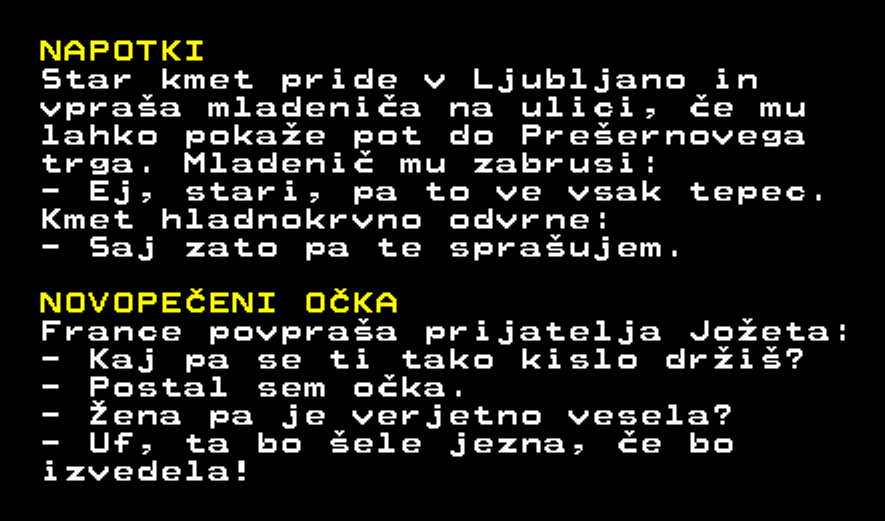 NAPOTKI
Star kmet pride v Ljubljano in
vpraša mladeniča na ulici, če mu
lahko pokaže pot do Prešernovega
trga. Mladenič mu zabrusi:
- Ej, stari, pa to ve vsak tepec.
Kmet hladnokrvno odvrne:
- Saj zato pa te sprašujem.
NOVOPEČENI OČKA
France povpraša prijatelja Jožeta:
- Kaj pa se ti tako kislo držiš?
- Postal sem očka.
- Žena pa je verjetno vesela?
- Uf, ta bo šele jezna, če bo
izvedela!